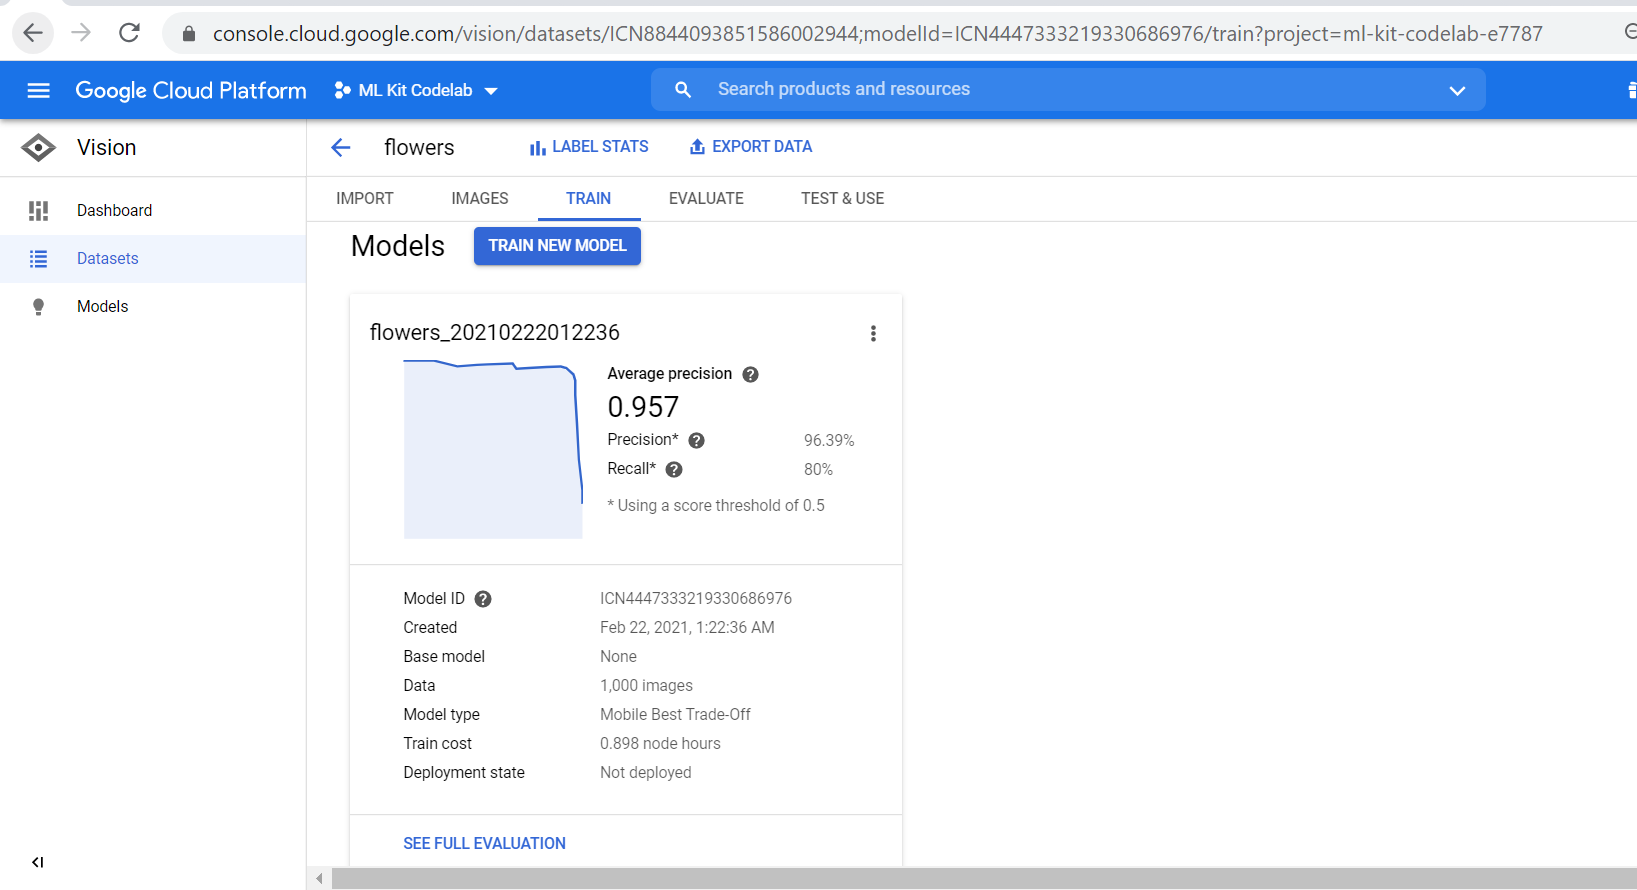 console.cloud.google.com/vision/datasets/ICN8844093851586002944;modelId=ICN4447333219330686976/train?project=ml-kit-codelab-e7787
Google Cloud Platform
ML Kit Codelab
Search products and resources
Vision
flowers
LABEL STATS
EXPORT DATA
Dashboard
Datasets
Models
IMPORT
IMAGES
TRAIN
EVALUATE
TEST & USE
Models
TRAIN NEW MODEL
flowers_20210222012236
Average precision ?
0.957
Precision* ? 96.39%
Recall* ? 80%
* Using a score threshold of 0.5
Model ID ? ICN4447333219330686976
Created Feb 22, 2021, 1:22:36 AM
Base model None
Data 1,000 images
Model type Mobile Best Trade-Off
Train cost 0.898 node hours
Deployment state Not deployed
SEE FULL EVALUATION